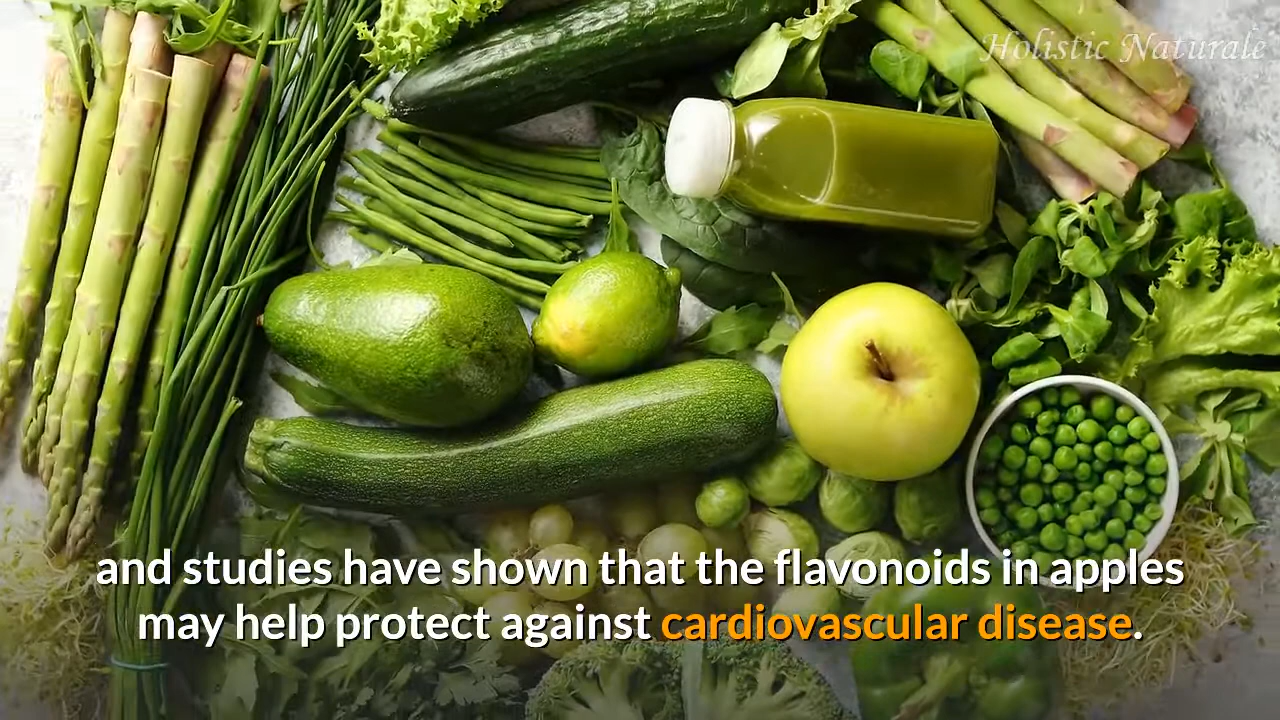 Holistic Naturale
and studies have shown that the flavonoids in apples
may help protect against cardiovascular disease.